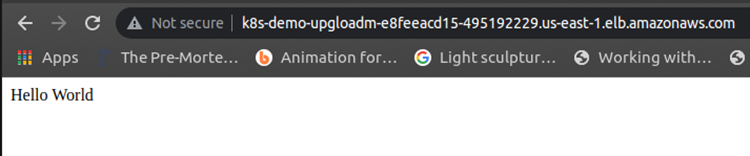 Not secure | k8s-demo-upgloadm-e8feeacd15-495192229.us-east-1.elb.amazonaws.com
Apps The Pre-Morte... Animation for... Light sculptur... Working with...
Hello World